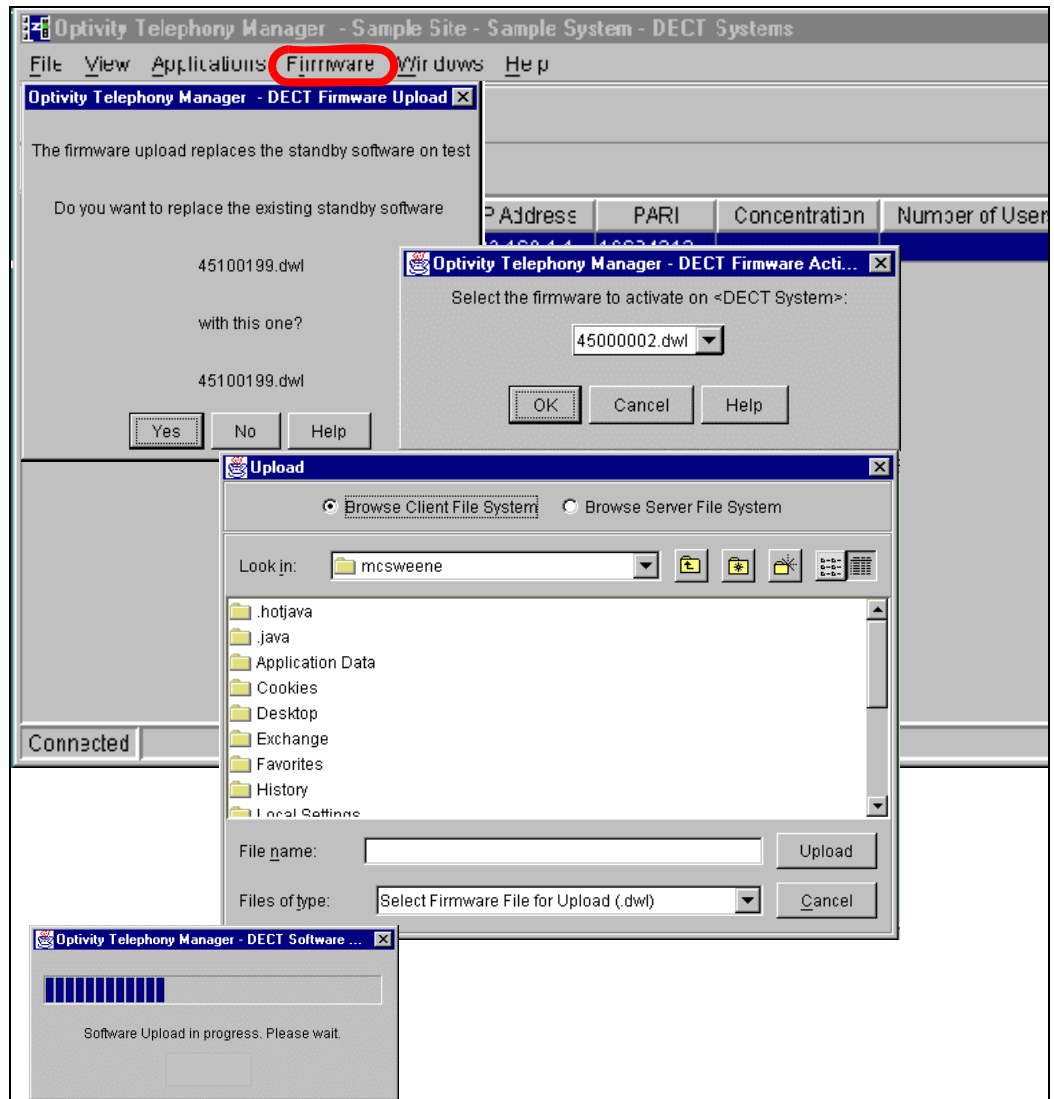 Optivity Telephony Manager - Sample Site - Sample System - DECT Systems
File View Applications Firmware Windows Help
Optivity Telephony Manager - DECT Firmware Upload
The firmware upload replaces the standby software on test
Do you want to replace the existing standby software
45100199.dwl
with this one?
45100199.dwl
Yes No Help
P Address PARI Concentration Number of User
Optivity Telephony Manager - DECT Firmware Acti...
Select the firmware to activate on <DECT System>:
45000002.dwl
OK Cancel Help
Upload
Browse Client File System Browse Server File System
Look in: mcsweene
.hotjava
.java
Application Data
Cookies
Desktop
Exchange
Favorites
History
Local Settings
File name: Upload
Files of type: Select Firmware File for Upload (.dwl) Cancel
Connected
Optivity Telephony Manager - DECT Software ...
Software Upload in progress. Please wait.